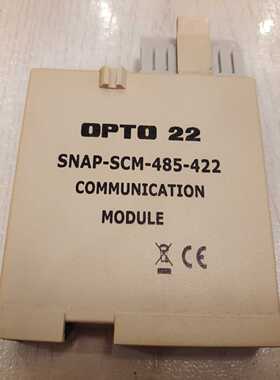 OPTO 22
SNAP-SCM-485-422
COMMUNICATION
MODULE
CE